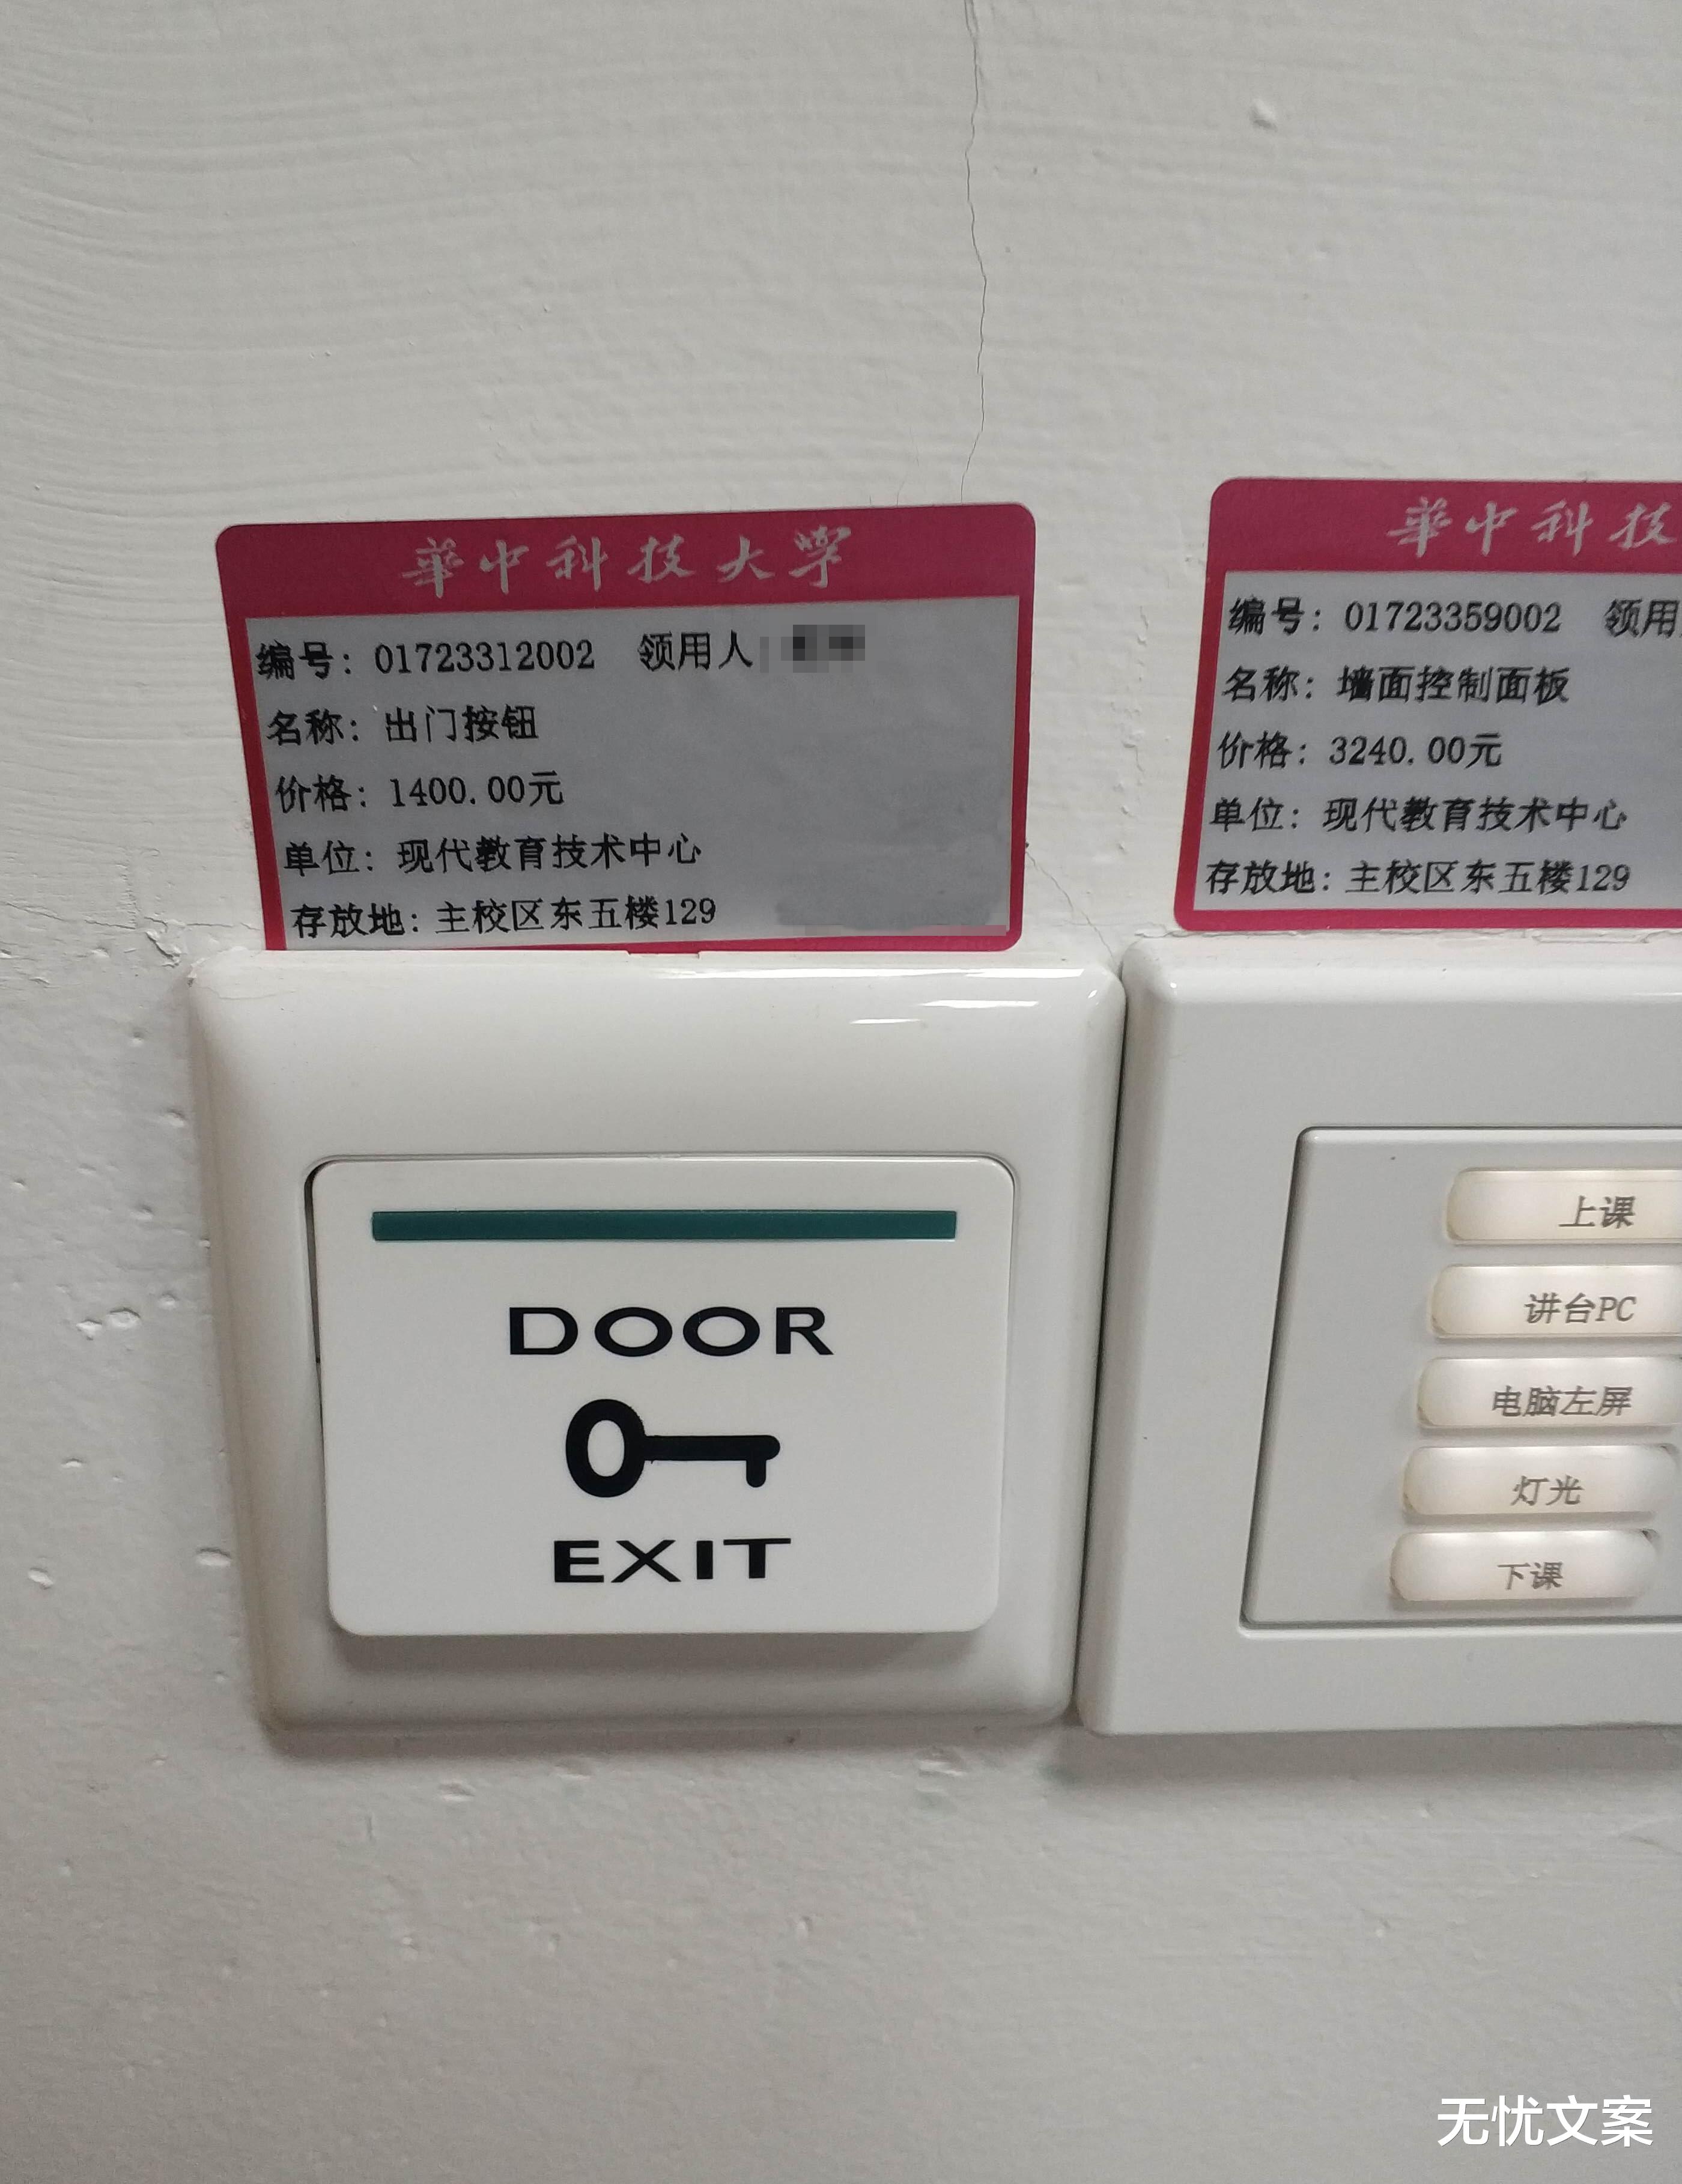 華中科技大学
编号：01723312002 领用人
名称：出门按钮
价格：1400.00元
单位：现代教育技术中心
存放地：主校区东五楼129
華中科技
编号：01723359002 领用
名称：墙面控制面板
价格：3240.00元
单位：现代教育技术中心
存放地：主校区东五楼129
DOOR
EXIT
上课
讲台PC
电脑左屏
灯光
下课
无忧文案